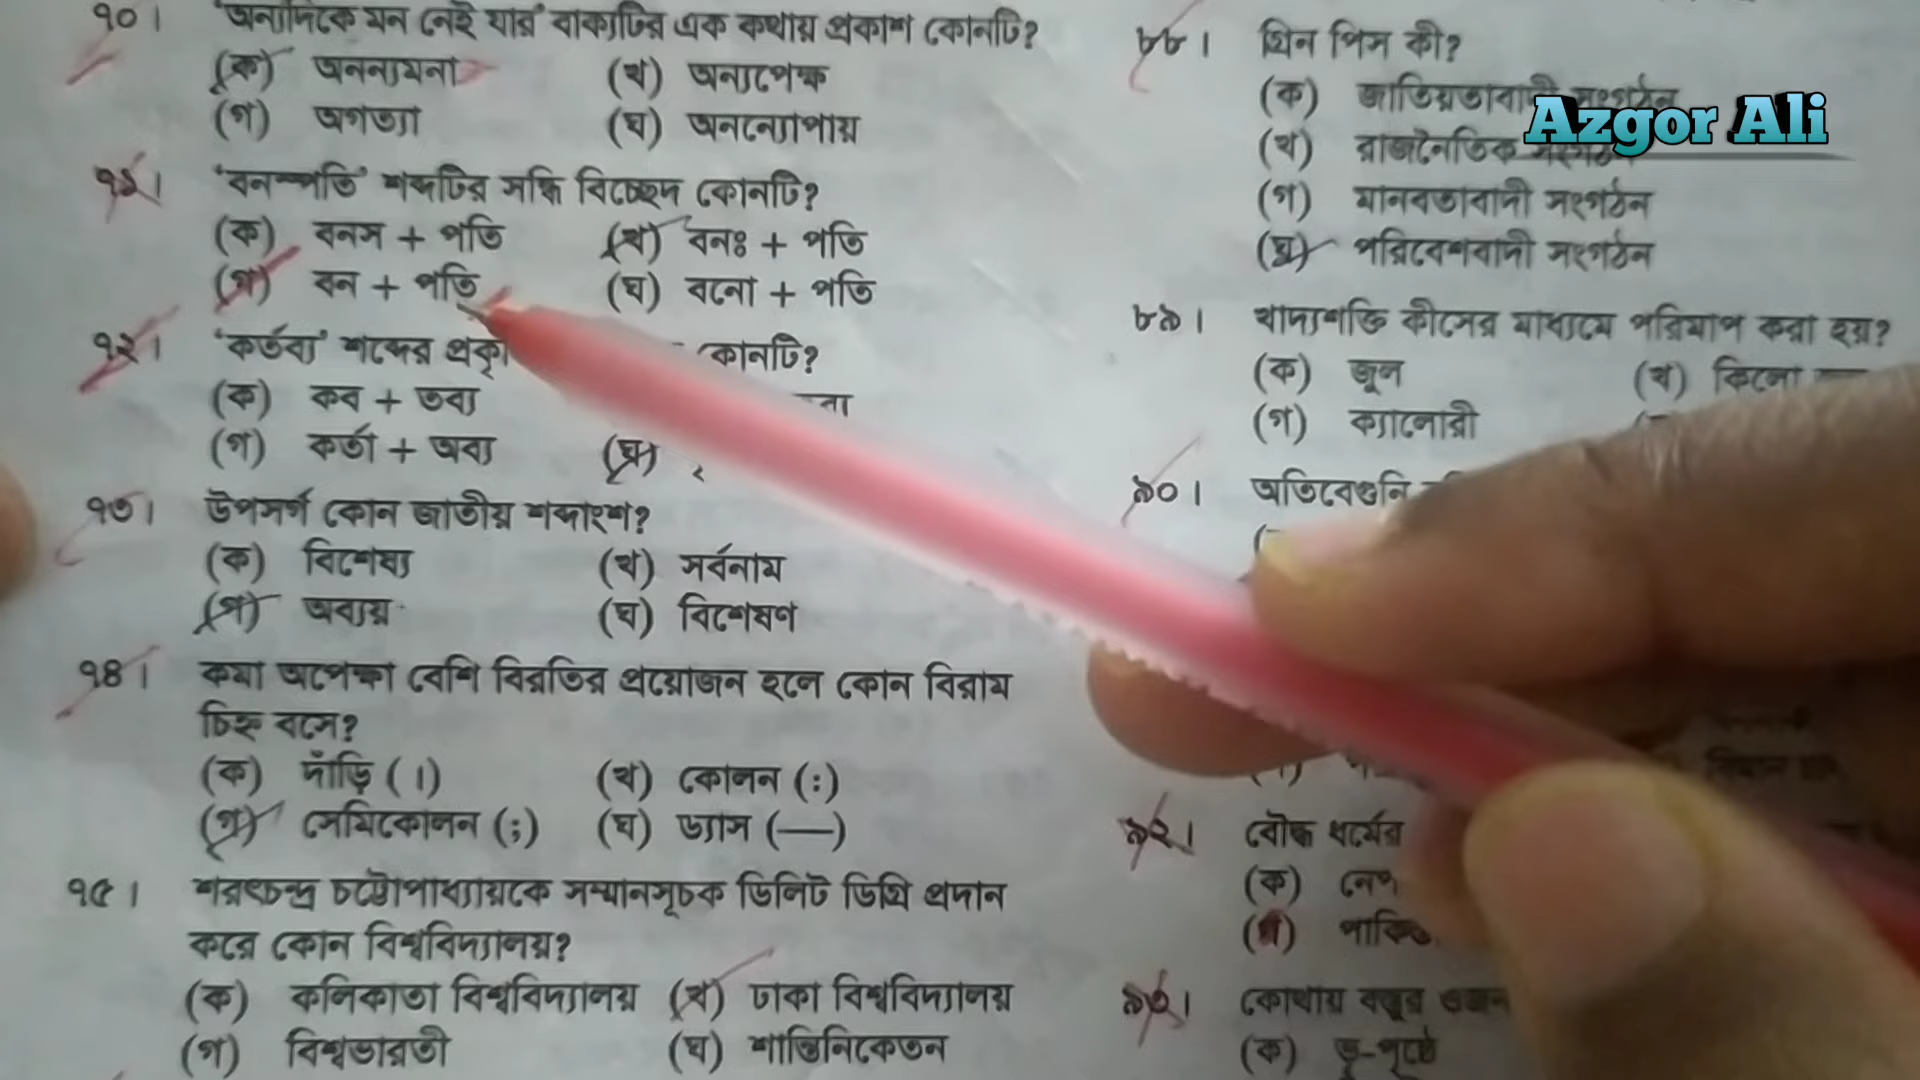 ৭০। 'অন্যদিকে মন নেই যার' বাক্যটির এক কথায় প্রকাশ কোনটি?
(ক) অনন্যমনা (খ) অন্যপেক্ষ
(গ) অগত্যা (ঘ) অনন্যোপায়
৭১। 'বনস্পতি' শব্দটির সন্ধি বিচ্ছেদ কোনটি?
(ক) বনস + পতি (খ) বনঃ + পতি
(গ) বন + পতি (ঘ) বনো + পতি
৭২। 'কর্তব্য' শব্দের কোনটি?
(ক) কব + তব্য
(গ) কর্তা + অব্য (ঘ)
৭৩। উপসর্গ কোন জাতীয় শব্দাংশ?
(ক) বিশেষ্য (খ) সর্বনাম
(গ) অব্যয় (ঘ) বিশেষণ
৭৪। কমা অপেক্ষা বেশি বিরতির প্রয়োজন হলে কোন বিরাম
চিহ্ন বসে?
(ক) দাঁড়ি (।) (খ) কোলন (:)
(গ) সেমিকোলন (;) (ঘ) ড্যাস (—)
৭৫। শরৎচন্দ্র চট্টোপাধ্যায়কে সম্মানসূচক ডিলিট ডিগ্রি প্রদান
করে কোন বিশ্ববিদ্যালয়?
(ক) কলিকাতা বিশ্ববিদ্যালয় (খ) ঢাকা বিশ্ববিদ্যালয়
(গ) বিশ্বভারতী (ঘ) শান্তিনিকেতন
৮৮। গ্রিন পিস কী?
(ক) জাতিয়তাবাদী সংগঠন
Azgor Ali
(খ) রাজনৈতিক সংগঠন
(গ) মানবতাবাদী সংগঠন
(ঘ) পরিবেশবাদী সংগঠন
৮৯। খাদ্যশক্তি কীসের মাধ্যমে পরিমাপ করা হয়?
(ক) জুল (খ) কিলো
(গ) ক্যালোরী
৯০। অতিবেগুনি
৯২। বৌদ্ধ ধর্মের
(ক)
(গ)
৯৩। কোথায় বস্তুর ওজন
(ক) ভূ-পৃষ্ঠে